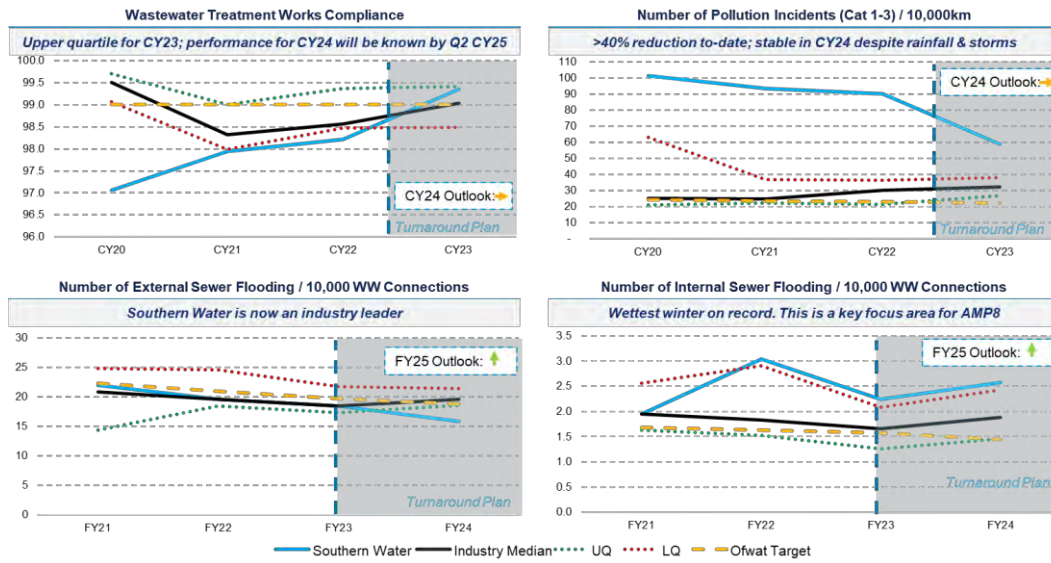 Wastewater Treatment Works Compliance
Upper quartile for CY23; performance for CY24 will be known by Q2 CY25
100.0
99.5
99.0
98.5
98.0
97.5
97.0
96.5
96.0
CY20 CY21 CY22 CY23
CY24 Outlook:
Turnaround Plan
Number of Pollution Incidents (Cat 1-3) / 10,000km
>40% reduction to-date; stable in CY24 despite rainfall & storms
110
100
90
80
70
60
50
40
30
20
10
-
CY20 CY21 CY22 CY23
CY24 Outlook:
Turnaround Plan
Number of External Sewer Flooding / 10,000 WW Connections
Southern Water is now an industry leader
30
25
20
15
10
5
0
FY21 FY22 FY23 FY24
FY25 Outlook:
Turnaround Plan
Number of Internal Sewer Flooding / 10,000 WW Connections
Wettest winter on record. This is a key focus area for AMP8
3.5
3.0
2.5
2.0
1.5
1.0
0.5
0.0
FY21 FY22 FY23 FY24
FY25 Outlook:
Turnaround Plan
Southern Water Industry Median UQ LQ Ofwat Target